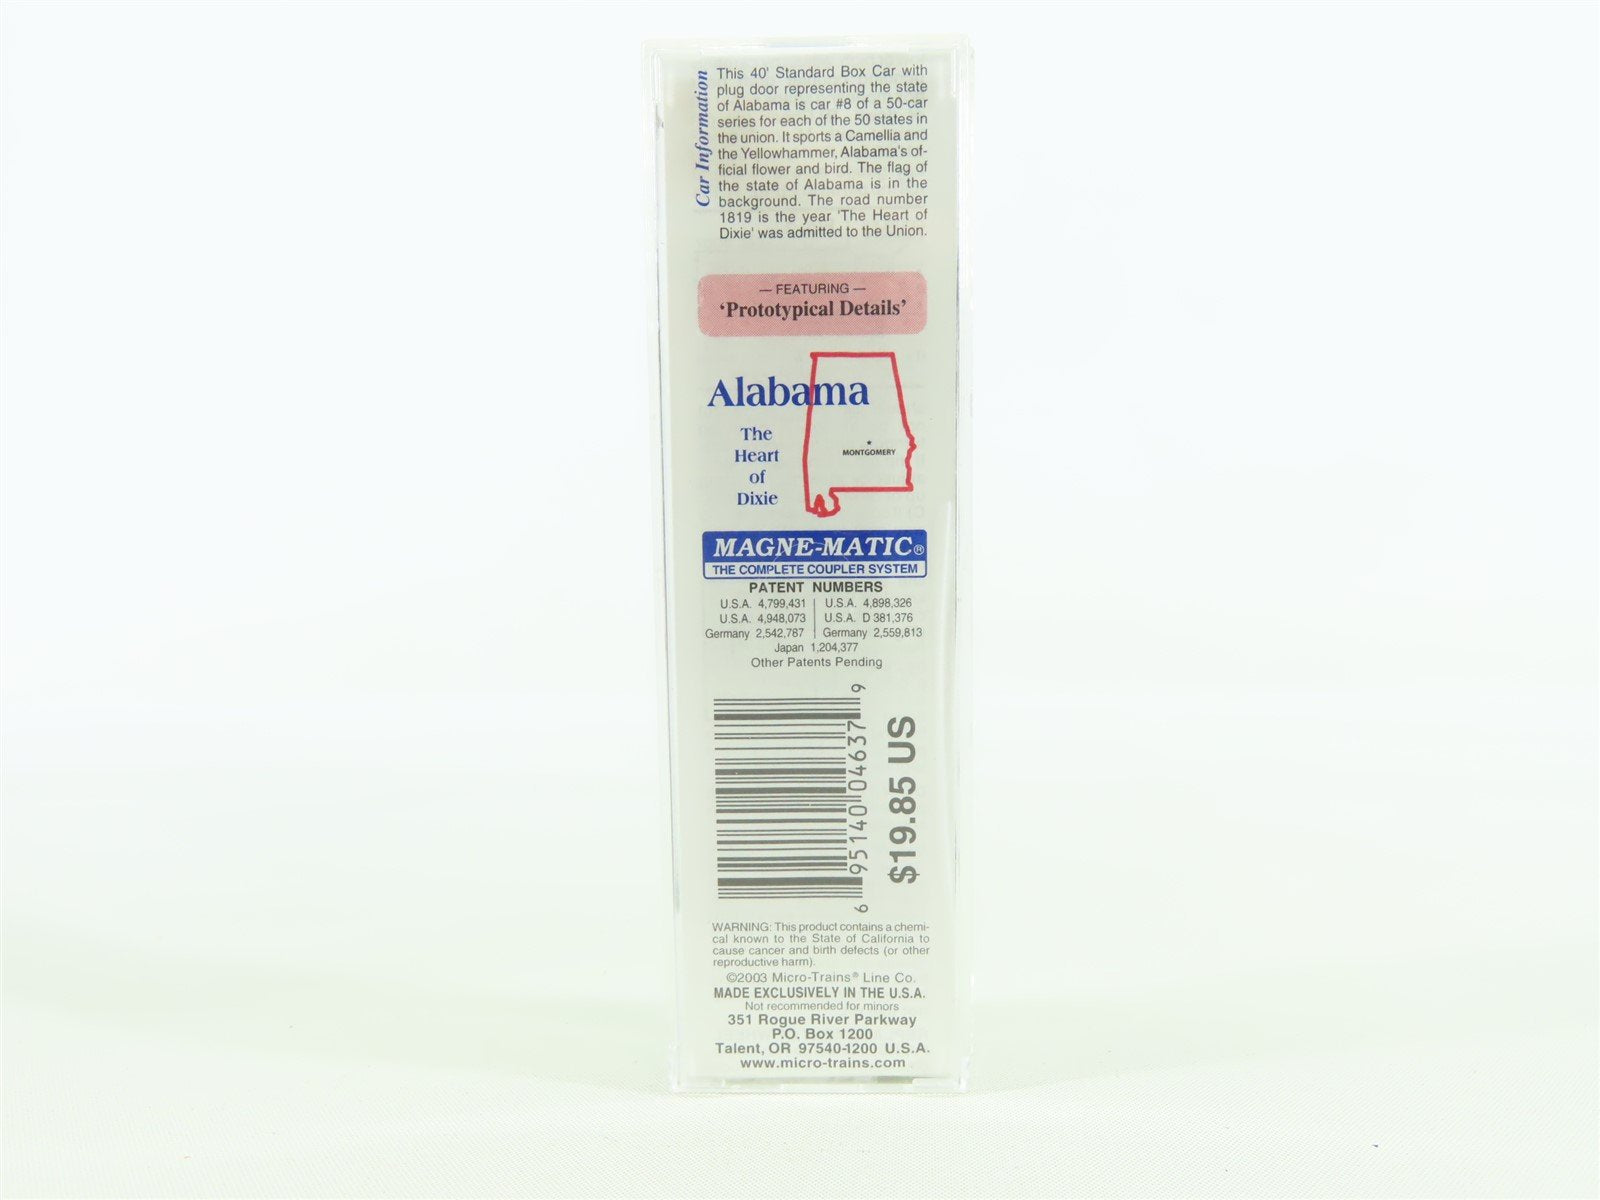 Car Information
This 40' Standard Box Car with
plug door representing the state
of Alabama is car #8 of a 50-car
series for each of the 50 states in
the union. It sports a Camellia and
the Yellowhammer, Alabama's of-
ficial flower and bird. The flag of
the state of Alabama is in the
background. The road number
1819 is the year 'The Heart of
Dixie' was admitted to the Union.
— FEATURING —
‘Prototypical Details’
Alabama
The
Heart
of
Dixie
MONTGOMERY
MAGNE-MATIC®
THE COMPLETE COUPLER SYSTEM
PATENT NUMBERS
U.S.A. 4,799,431 | U.S.A. 4,898,326
U.S.A. 4,948,073 | U.S.A. D 381,376
Germany 2,542,787 | Germany 2,559,813
Japan 1,204,377
Other Patents Pending
6 95140 04637 9
$19.85 US
WARNING: This product contains a chemi-
cal known to the State of California to
cause cancer and birth defects (or other
reproductive harm).
©2003 Micro-Trains® Line Co.
MADE EXCLUSIVELY IN THE U.S.A.
Not recommended for minors
351 Rogue River Parkway
P.O. Box 1200
Talent, OR 97540-1200 U.S.A.
www.micro-trains.com